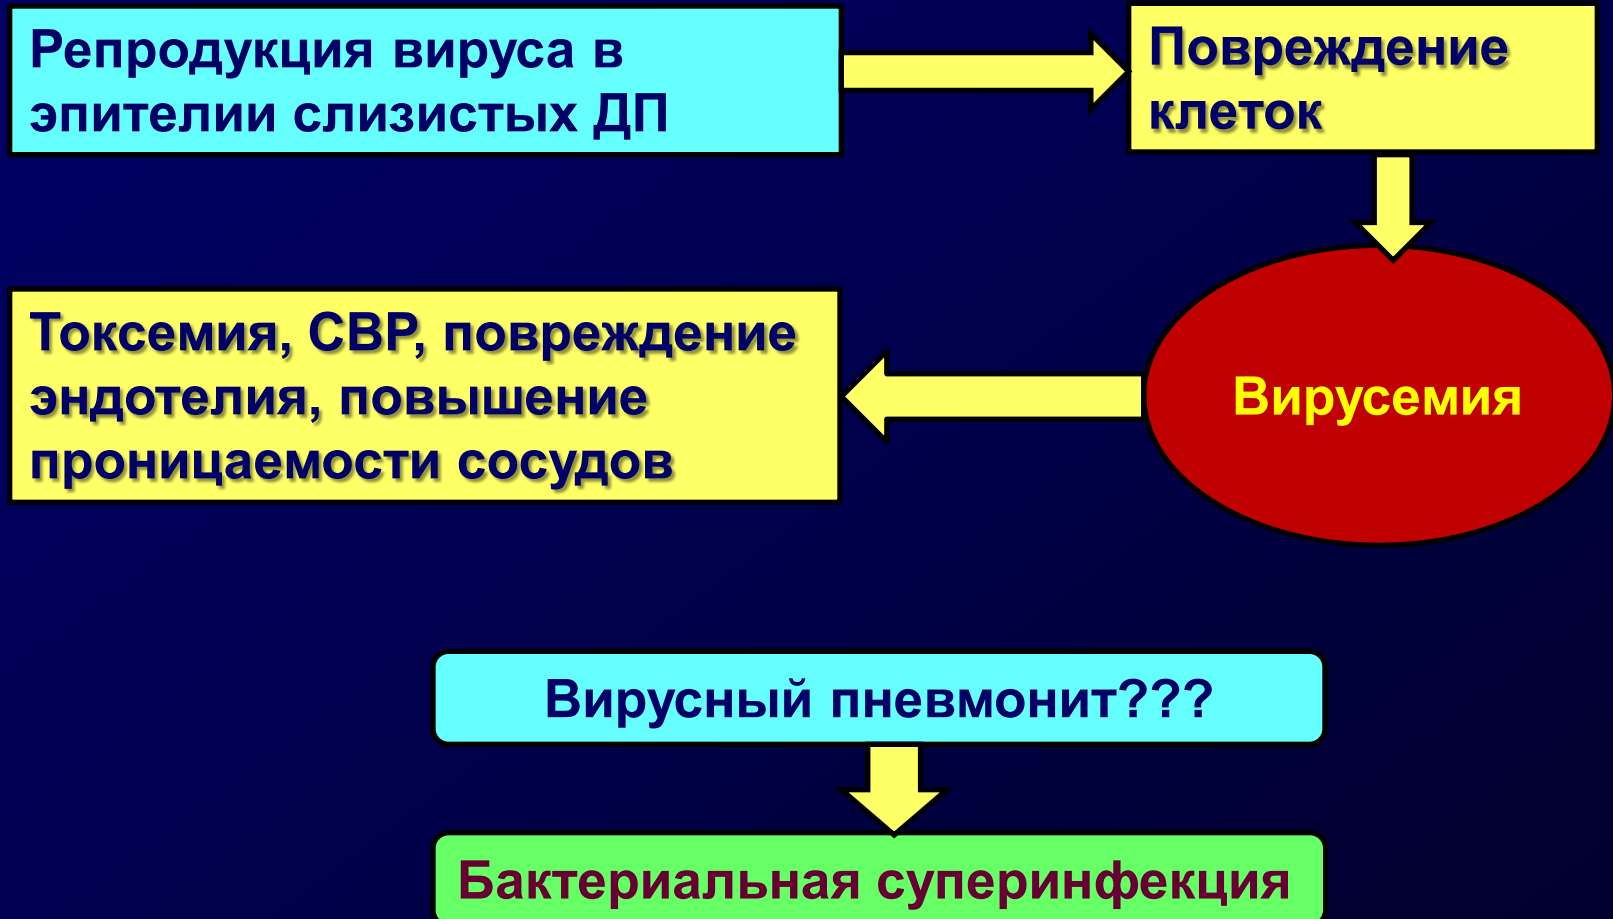 Репродукция вируса в
эпителии слизистых ДП
Повреждение
клеток
Вирусемия
Токсемия, СВР, повреждение
эндотелия, повышение
проницаемости сосудов
Вирусный пневмонит???
Бактериальная суперинфекция